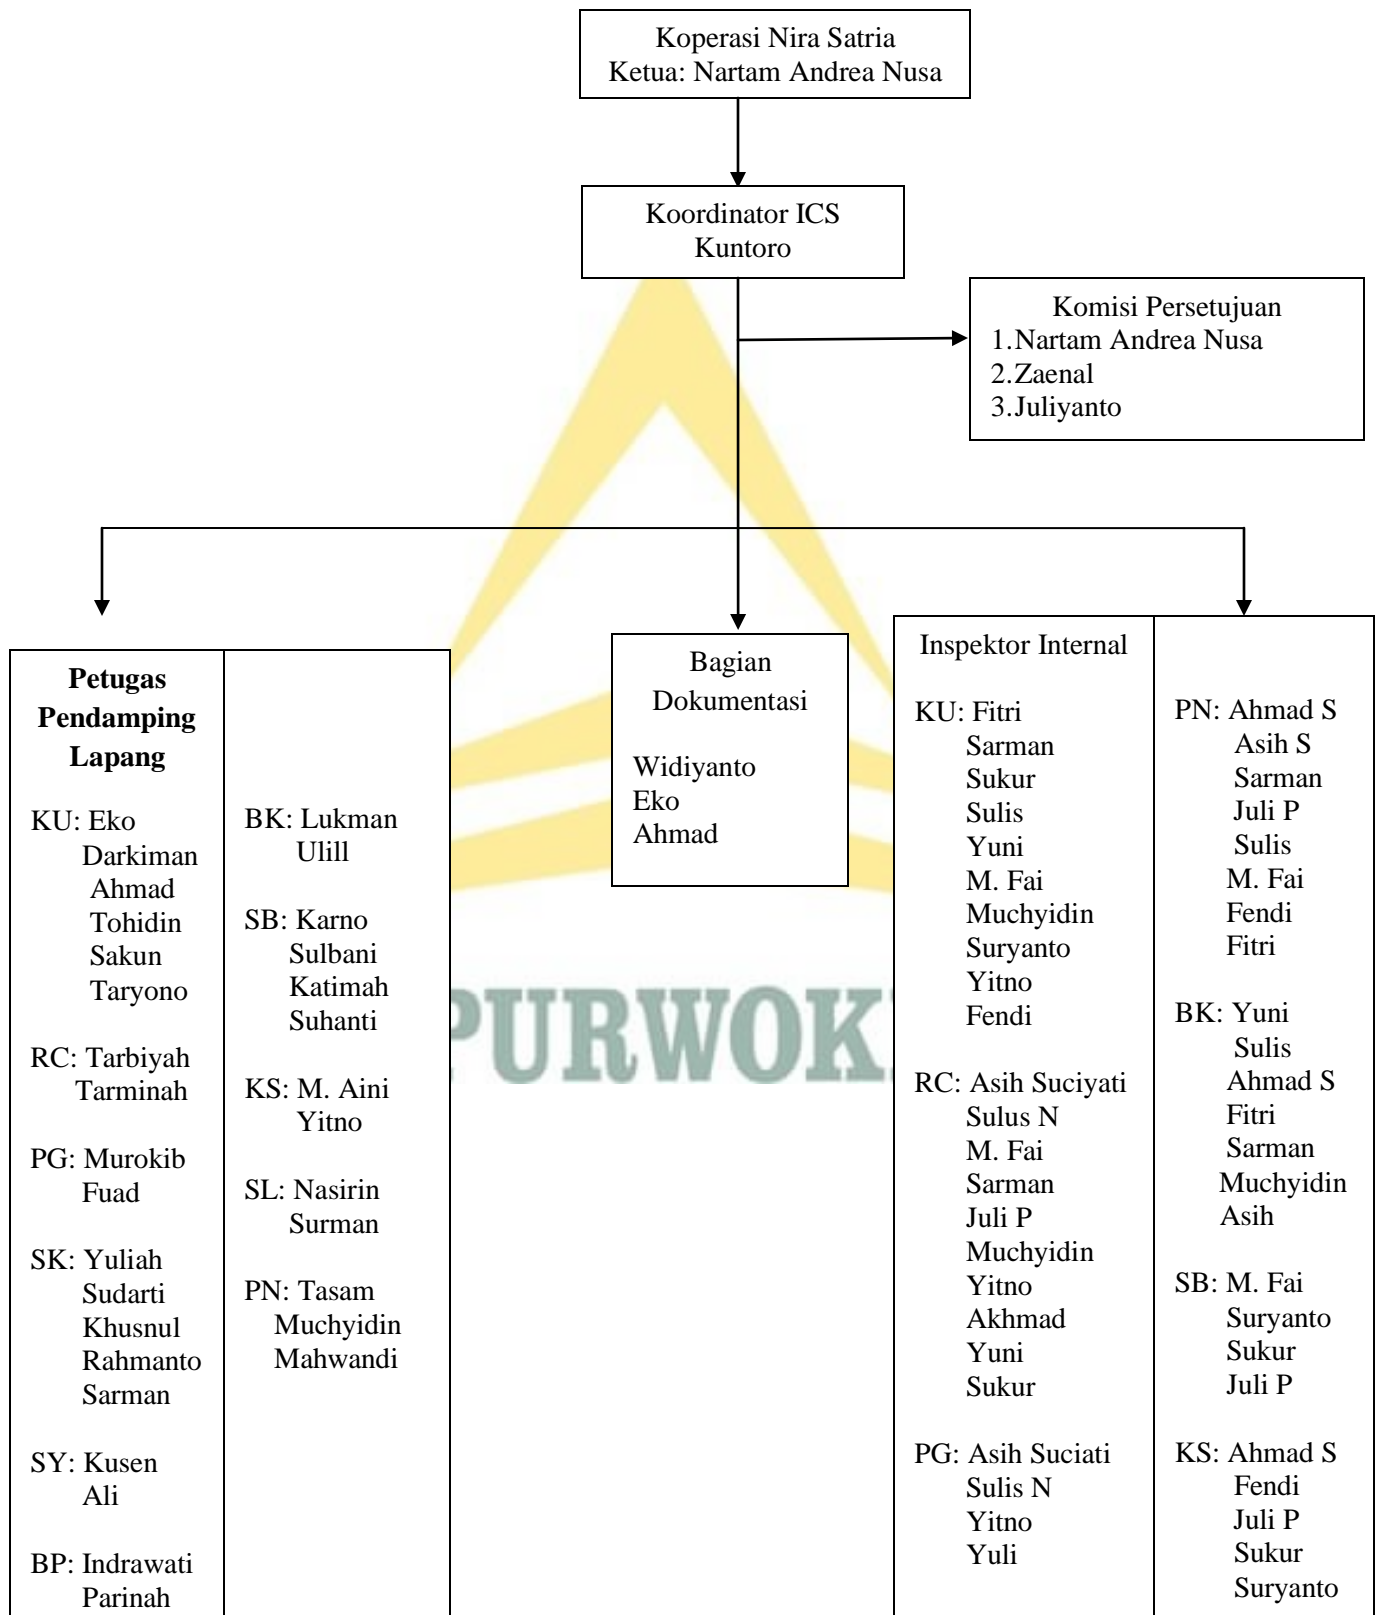 Koperasi Nira Satria
Ketua: Nartam Andrea Nusa
Koordinator ICS
Kuntoro
Komisi Persetujuan
1.Nartam Andrea Nusa
2.Zaenal
3.Juliyanto
Petugas
Pendamping
Lapang
KU: Eko
Darkiman
Ahmad
Tohidin
Sakun
Taryono
RC: Tarbiyah
Tarminah
PG: Murokib
Fuad
SK: Yuliah
Sudarti
Khusnul
Rahmanto
Sarman
SY: Kusen
Ali
BP: Indrawati
Parinah
BK: Lukman
Ulill
SB: Karno
Sulbani
Katimah
Suhanti
KS: M. Aini
Yitno
SL: Nasirin
Surman
PN: Tasam
Muchyidin
Mahwandi
Bagian
Dokumentasi
Widiyanto
Eko
Ahmad
Inspektor Internal
KU: Fitri
Sarman
Sukur
Sulis
Yuni
M. Fai
Muchyidin
Suryanto
Yitno
Fendi
RC: Asih Suciyati
Sulus N
M. Fai
Sarman
Juli P
Muchyidin
Yitno
Akhmad
Yuni
Sukur
PG: Asih Suciati
Sulis N
Yitno
Yuli
PN: Ahmad S
Asih S
Sarman
Juli P
Sulis
M. Fai
Fendi
Fitri
BK: Yuni
Sulis
Ahmad S
Fitri
Sarman
Muchyidin
Asih
SB: M. Fai
Suryanto
Sukur
Juli P
KS: Ahmad S
Fendi
Juli P
Sukur
Suryanto
PURWOK